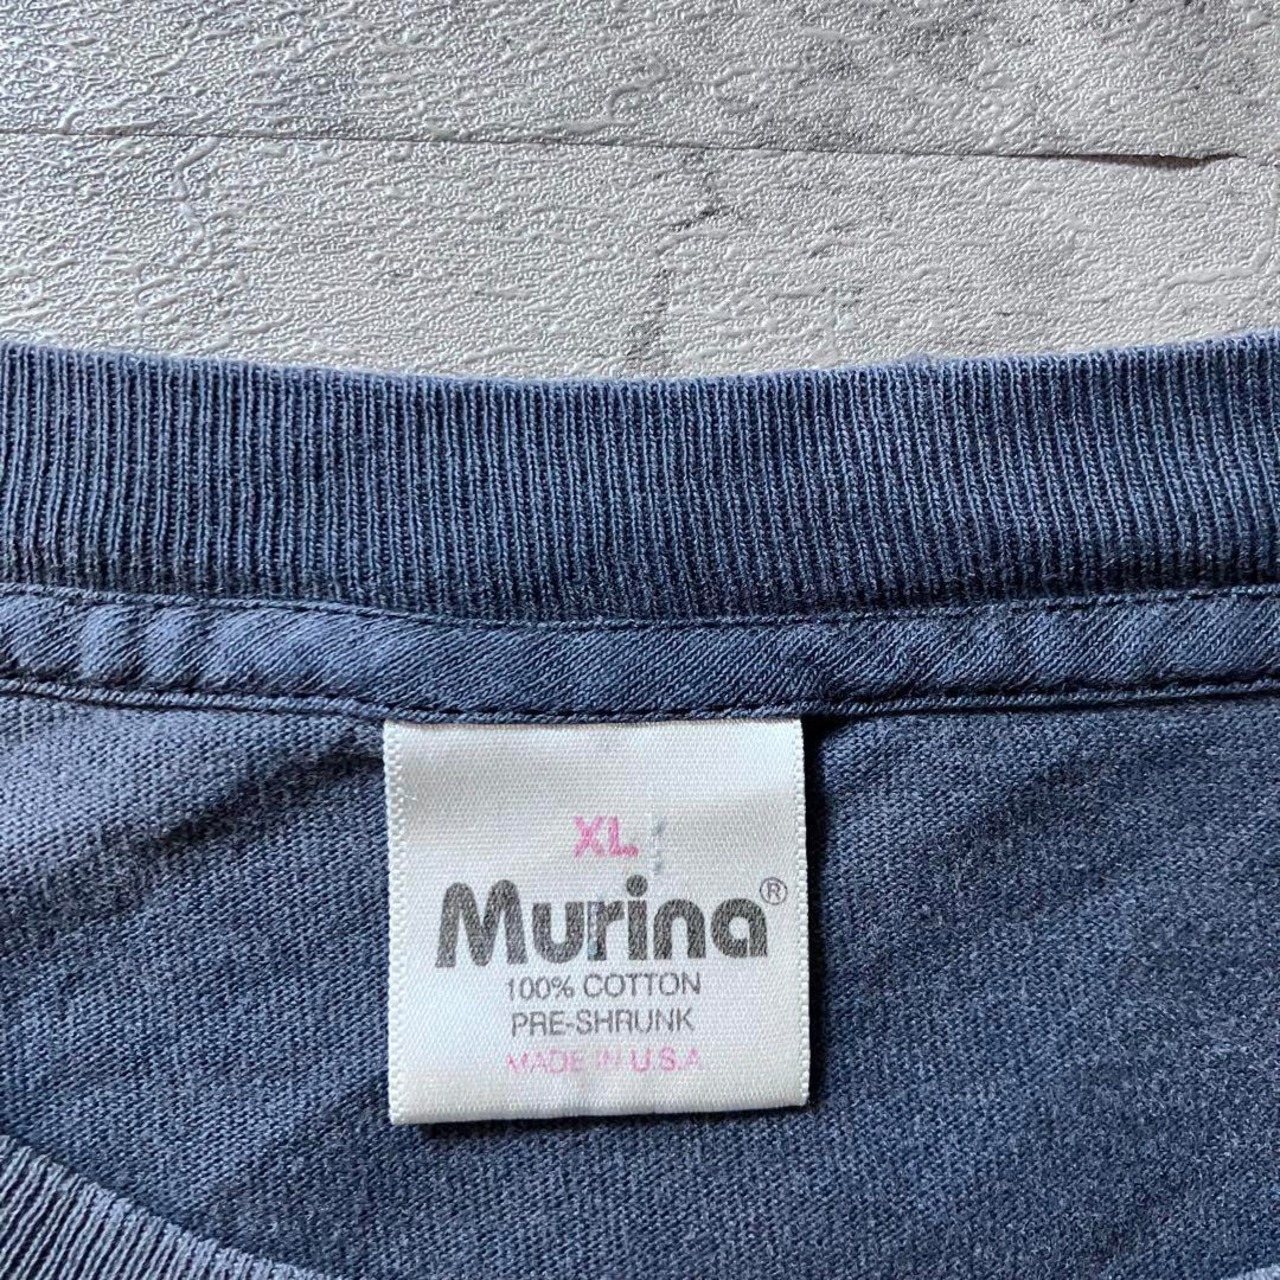 XL
Murina®
100% COTTON
PRE-SHRUNK
MADE IN U.S.A